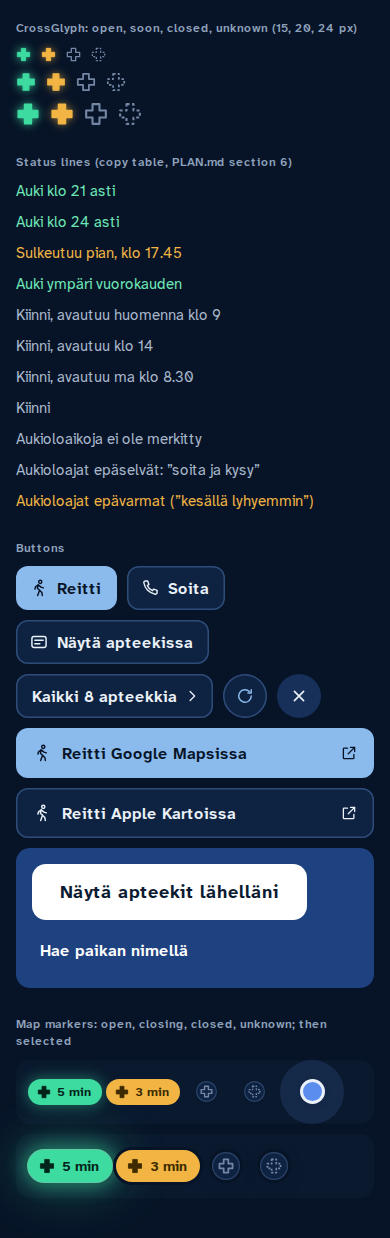 CrossGlyph: open, soon, closed, unknown (15, 20, 24 px)
Status lines (copy table, PLAN.md section 6)
Auki klo 21 asti
Auki klo 24 asti
Sulkeutuu pian, klo 17.45
Auki ympäri vuorokauden
Kiinni, avautuu huomenna klo 9
Kiinni, avautuu klo 14
Kiinni, avautuu ma klo 8.30
Kiinni
Aukioloaikoja ei ole merkitty
Aukioloajat epäselvät: ”soita ja kysy”
Aukioloajat epävarmat (”kesällä lyhyemmin”)
Buttons
Reitti Soita
Näytä apteekissa
Kaikki 8 apteekkia
Reitti Google Mapsissa
Reitti Apple Kartoissa
Näytä apteekit lähelläni
Hae paikan nimellä
Map markers: open, closing, closed, unknown; then
selected
5 min 3 min
5 min 3 min